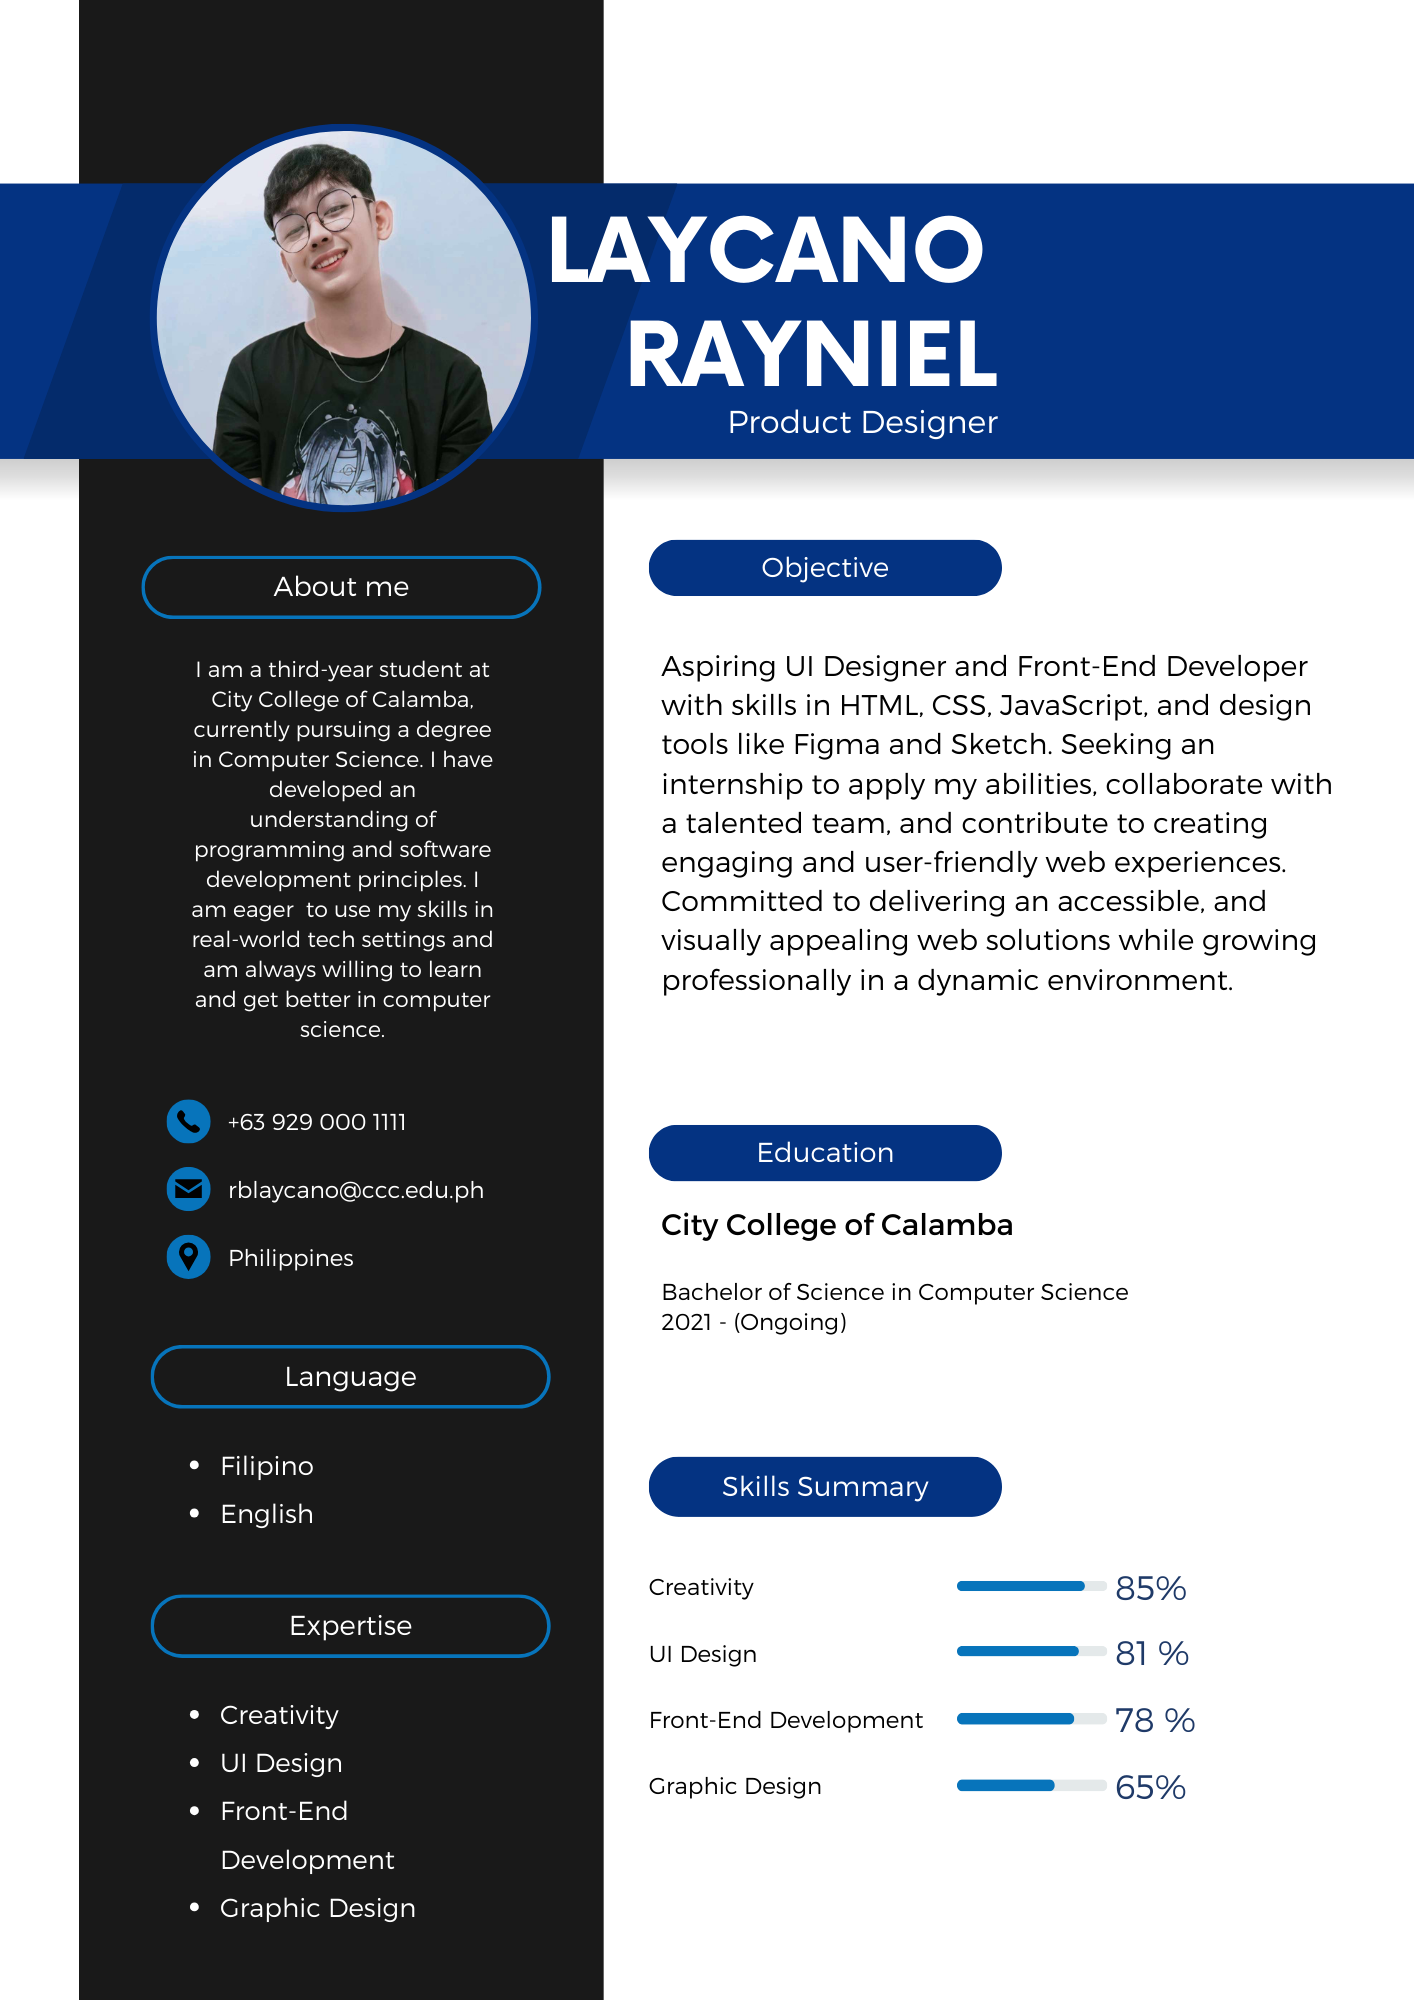 LAYCANO
RAYNIEL
Product Designer
About me
I am a third-year student at
City College of Calamba,
currently pursuing a degree
in Computer Science. I have
developed an
understanding of
programming and software
development principles. I
am eager  to use my skills in
real-world tech settings and
am always willing to learn
and get better in computer
science.
+63 929 000 1111
rblaycano@ccc.edu.ph
Philippines
Language
• Filipino
• English
Expertise
• Creativity
• UI Design
• Front-End
Development
• Graphic Design
Objective
Aspiring UI Designer and Front-End Developer
with skills in HTML, CSS, JavaScript, and design
tools like Figma and Sketch. Seeking an
internship to apply my abilities, collaborate with
a talented team, and contribute to creating
engaging and user-friendly web experiences.
Committed to delivering an accessible, and
visually appealing web solutions while growing
professionally in a dynamic environment.
Education
City College of Calamba
Bachelor of Science in Computer Science
2021 - (Ongoing)
Skills Summary
Creativity 85%
UI Design 81 %
Front-End Development 78 %
Graphic Design 65%